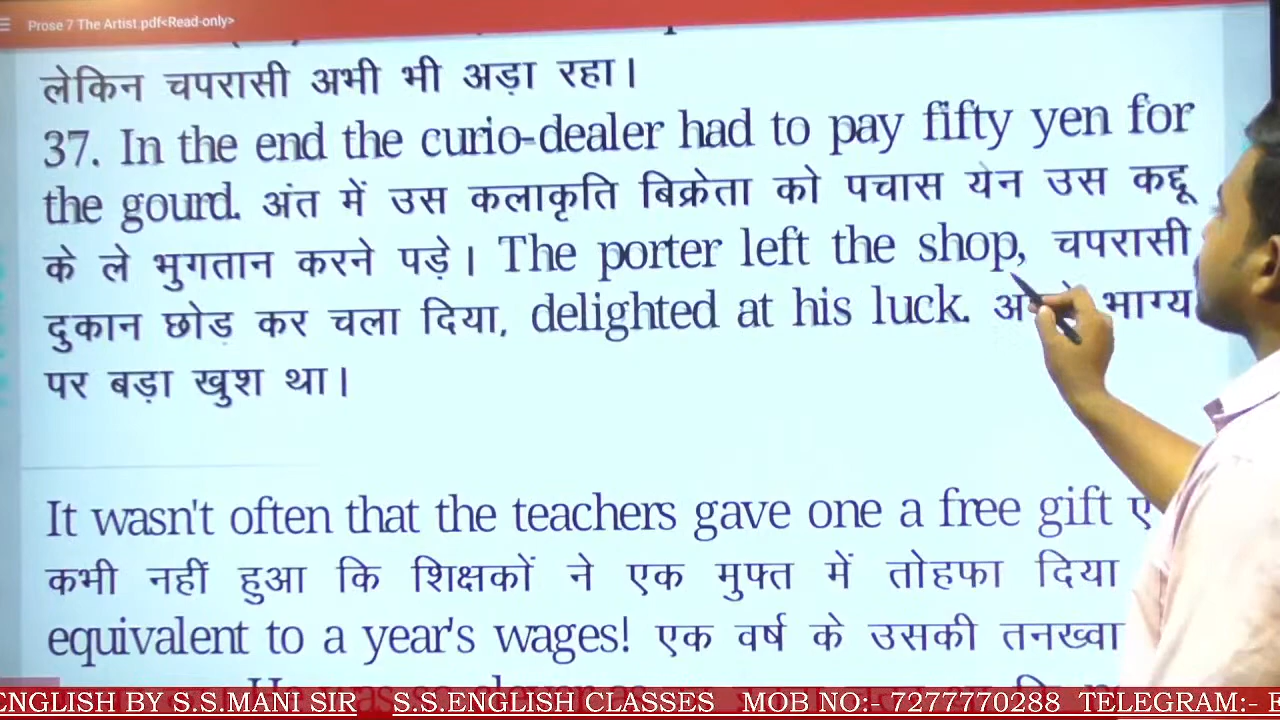 Prose 7 The Artist.pdf<Read-only>
लेकिन चपरासी अभी भी अड़ा रहा।
37. In the end the curio-dealer had to pay fifty yen for
the gourd. अंत में उस कलाकृति बिक्रेता को पचास येन उस कद्दू
के ले भुगतान करने पड़े। The porter left the shop, चपरासी
दुकान छोड़ कर चला दिया, delighted at his luck. भाग्य
पर बड़ा खुश था।
It wasn't often that the teachers gave one a free gift
कभी नहीं हुआ कि शिक्षकों ने एक मुफ्त में तोहफा दिया
equivalent to a year's wages! एक वर्ष के उसकी तनख्वा
ENGLISH BY S.S.MANI SIR S.S.ENGLISH CLASSES MOB NO:- 7277770288 TELEGRAM:-